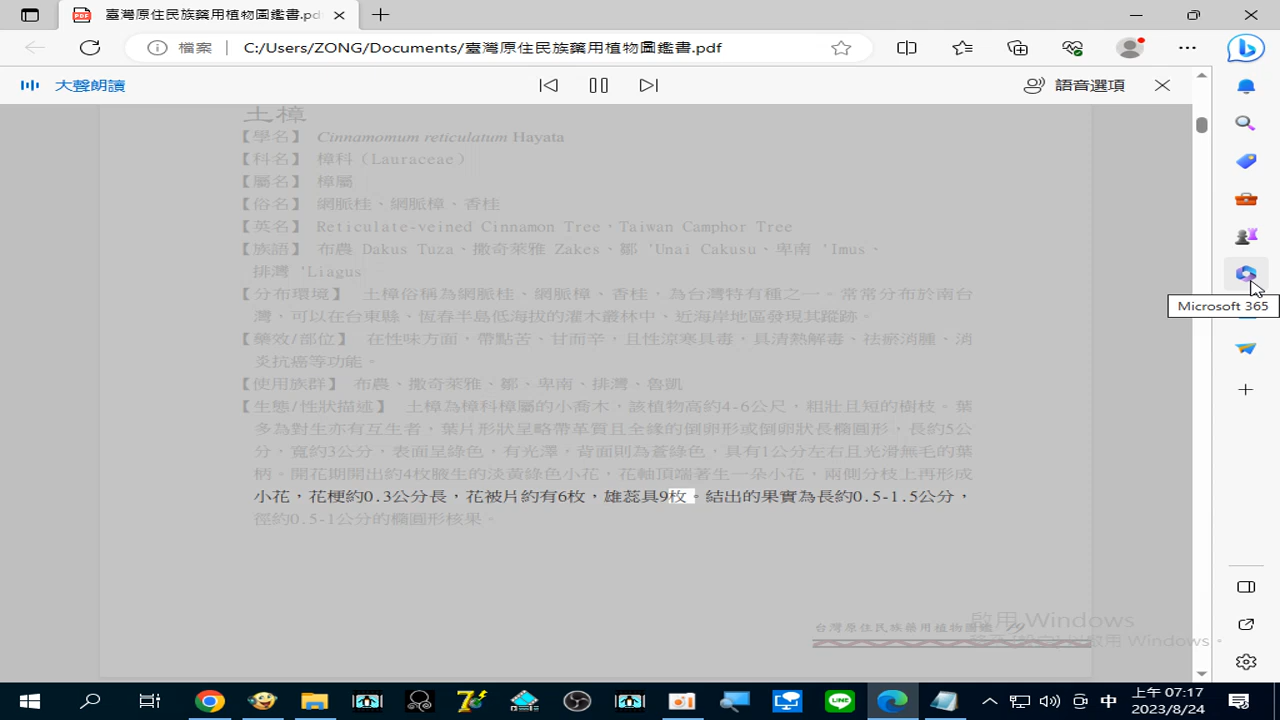 臺灣原住民族藥用植物圖鑑書.pdf
檔案
C:/Users/ZONG/Documents/臺灣原住民族藥用植物圖鑑書.pdf
大聲朗讀
語音選項
土樟
【學名】 Cinnamomum reticulatum Hayata
【科名】 樟科（Lauraceae）
【屬名】 樟屬
【俗名】 網脈桂、網脈樟、香桂
【英名】 Reticulate-veined Cinnamon Tree，Taiwan Camphor Tree
【族語】 布農 Dakus Tuza、撒奇萊雅 Zakes、鄒 'Unai Cakusu、卑南 'Imus、
排灣 'Liagus
【分布環境】 土樟俗稱為網脈桂、網脈樟、香桂，為台灣特有種之一。常常分布於南台
灣，可以在台東縣、恆春半島低海拔的灌木叢林中，近海岸地區發現其蹤跡。
【藥效/部位】 在性味方面，帶點苦、甘而辛，且性涼寒具毒，具清熱解毒、祛瘀消腫、消
炎抗癌等功能。
【使用族群】 布農、撒奇萊雅、鄒、卑南、排灣、魯凱
【生態/性狀描述】 土樟為樟科樟屬的小喬木，該植物高約4-6公尺，粗壯且短的樹枝。葉
多為對生亦有互生者，葉片形狀呈略帶革質且全緣的倒卵形或倒卵狀長橢圓形，長約5公
分，寬約3公分，表面呈綠色，有光澤，背面則為蒼綠色，具有1公分左右且光滑無毛的葉
柄。開花期開出約4枚腋生的淡黃綠色小花，花軸頂端著生一朵小花，兩側分枝上再形成
小花，花梗約0.3公分長，花被片約有6枚，雄蕊具9枚。結出的果實為長約0.5-1.5公分，
徑約0.5-1公分的橢圓形核果。
台灣原住民族藥用植物圖鑑
啟用 Windows
Microsoft 365
中
上午 07:17
2023/8/24